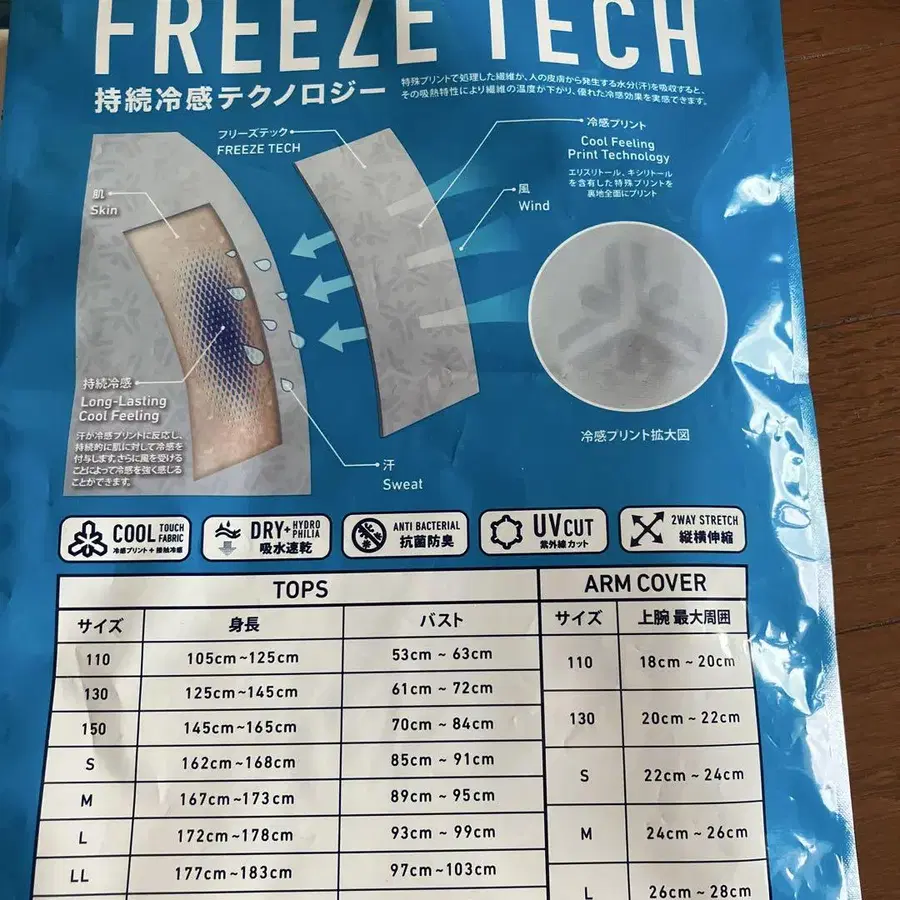 FREEZE TECH
持続冷感テクノロジー
特殊プリントで処理した繊維が、人の皮膚から発生する水分(汗)を吸収すると、
その吸熱特性により繊維の温度が下がり、優れた冷感効果を実感できます。
フリーズテック
FREEZE TECH
冷感プリント
Cool Feeling
Print Technology
エリスリトール、キシリトール
を含有した特殊プリントを
裏地全面にプリント
肌
Skin
風
Wind
持続冷感
Long-Lasting
Cool Feeling
汗が冷感プリントに反応し、
持続的に肌に対して冷感を
付与します。さらに風を受ける
ことによって冷感を強く感じる
ことができます。
汗
Sweat
冷感プリント拡大図
COOL TOUCH FABRIC
冷感プリント+接触冷感
DRY+HYDRO PHILIA
吸水速乾
ANTI BACTERIAL
抗菌防臭
UV CUT
紫外線カット
2WAY STRETCH
縦横伸縮
TOPS
サイズ 身長 バスト
110 105cm~125cm 53cm ~ 63cm
130 125cm~145cm 61cm ~ 72cm
150 145cm~165cm 70cm ~ 84cm
S 162cm~168cm 85cm ~ 91cm
M 167cm~173cm 89cm ~ 95cm
L 172cm~178cm 93cm ~ 99cm
LL 177cm~183cm 97cm~103cm
ARM COVER
サイズ 上腕 最大周囲
110 18cm ~ 20cm
130 20cm ~ 22cm
S 22cm ~ 24cm
M 24cm ~ 26cm
L 26cm ~ 28cm